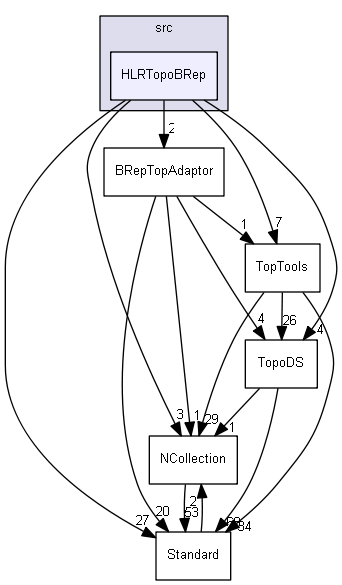 src
HLRTopoBRep
2
BRepTopAdaptor
1
7
TopTools
4
26
4
TopoDS
3
1
29
1
NCollection
27
20
53
2
84
Standard